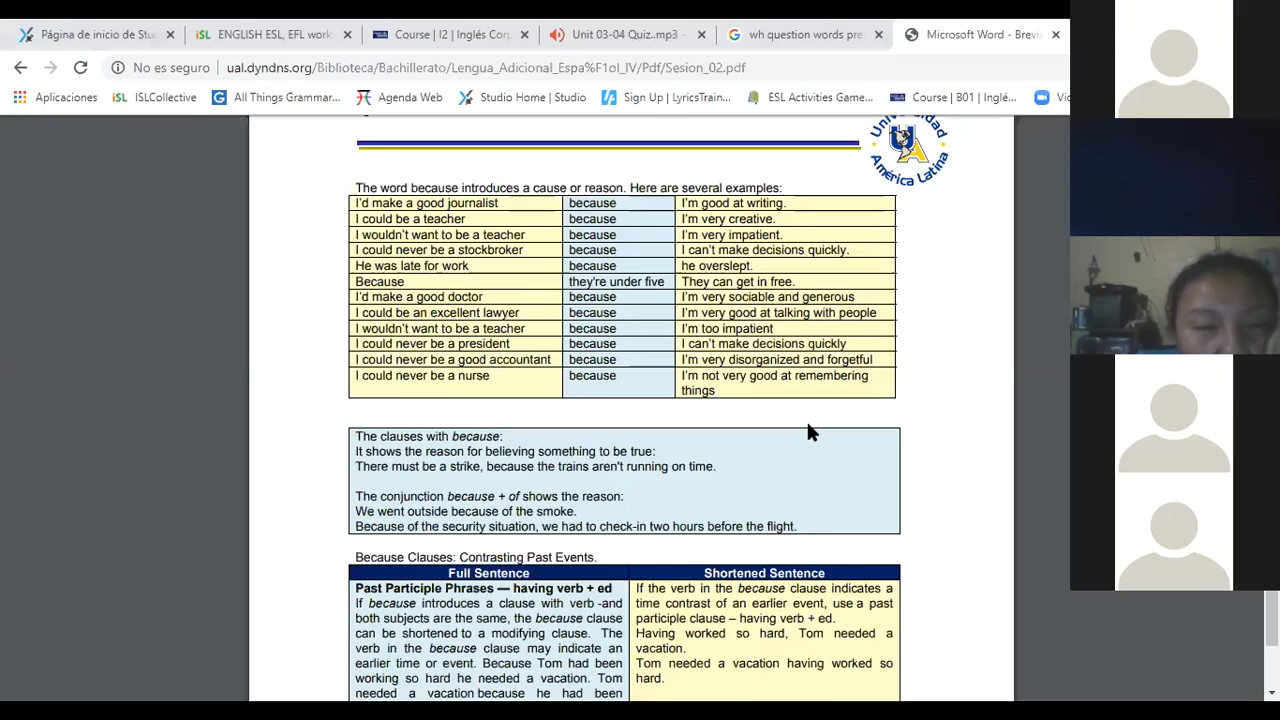 Página de inicio de Stu
ENGLISH ESL, EFL work
Course | I2 | Inglés Cor
Unit 03-04 Quiz.mp3 -
wh question words pre
Microsoft Word - Brevia
No es seguro
ual.dyndns.org/Biblioteca/Bachillerato/Lengua_Adicional_Espa%F1ol_IV/Pdf/Sesion_02.pdf
Aplicaciones
ISLCollective
All Things Grammar...
Agenda Web
Studio Home | Studio
Sign Up | LyricsTrain...
ESL Activities Game...
Course | B01 | Inglé...
Vic
Universidad
UA
América Latina
The word because introduces a cause or reason. Here are several examples:
I'd make a good journalist because I'm good at writing.
I could be a teacher because I'm very creative.
I wouldn't want to be a teacher because I'm very impatient.
I could never be a stockbroker because I can't make decisions quickly.
He was late for work because he overslept.
Because they're under five They can get in free.
I'd make a good doctor because I'm very sociable and generous
I could be an excellent lawyer because I'm very good at talking with people
I wouldn't want to be a teacher because I'm too impatient
I could never be a president because I can't make decisions quickly
I could never be a good accountant because I'm very disorganized and forgetful
I could never be a nurse because I'm not very good at remembering
things
The clauses with because:
It shows the reason for believing something to be true:
There must be a strike, because the trains aren't running on time.
The conjunction because + of shows the reason:
We went outside because of the smoke.
Because of the security situation, we had to check-in two hours before the flight.
Because Clauses: Contrasting Past Events.
Full Sentence
Past Participle Phrases — having verb + ed
If because introduces a clause with verb -and
both subjects are the same, the because clause
can be shortened to a modifying clause. The
verb in the because clause may indicate an
earlier time or event. Because Tom had been
working so hard he needed a vacation. Tom
needed a vacation because he had been
Shortened Sentence
If the verb in the because clause indicates a
time contrast of an earlier event, use a past
participle clause – having verb + ed.
Having worked so hard, Tom needed a
vacation.
Tom needed a vacation having worked so
hard.